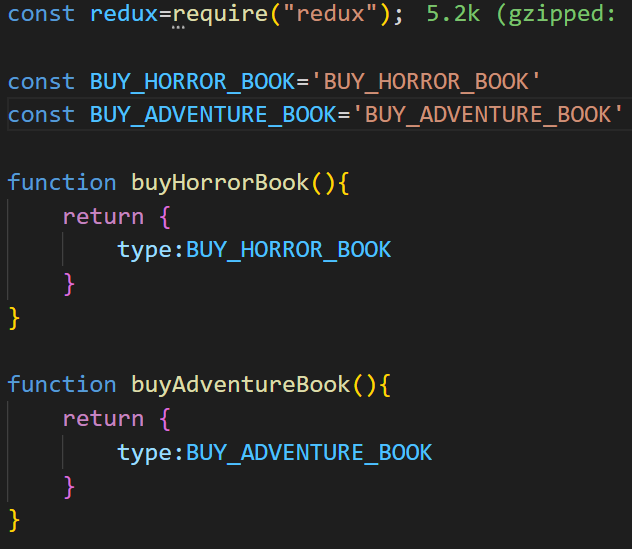 const redux=require("redux"); 5.2k (gzipped:
const BUY_HORROR_BOOK='BUY_HORROR_BOOK'
const BUY_ADVENTURE_BOOK='BUY_ADVENTURE_BOOK'
function buyHorrorBook(){
    return {
        type:BUY_HORROR_BOOK
    }
}
function buyAdventureBook(){
    return {
        type:BUY_ADVENTURE_BOOK
    }
}